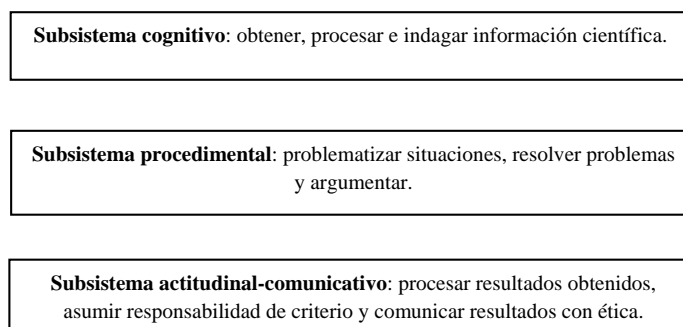 Subsistema cognitivo: obtener, procesar e indagar información científica.
Subsistema procedimental: problematizar situaciones, resolver problemas
y argumentar.
Subsistema actitudinal-comunicativo: procesar resultados obtenidos,
asumir responsabilidad de criterio y comunicar resultados con ética.